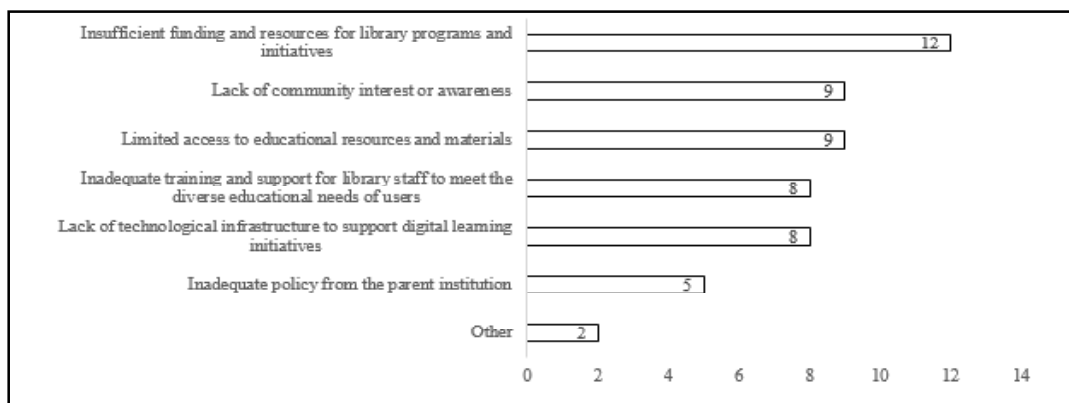 Insufficient funding and resources for library programs and
initiatives
12
Lack of community interest or awareness
9
Limited access to educational resources and materials
9
Inadequate training and support for library staff to meet the
diverse educational needs of users
8
Lack of technological infrastructure to support digital learning
initiatives
8
Inadequate policy from the parent institution
5
Other
2
0 2 4 6 8 10 12 14